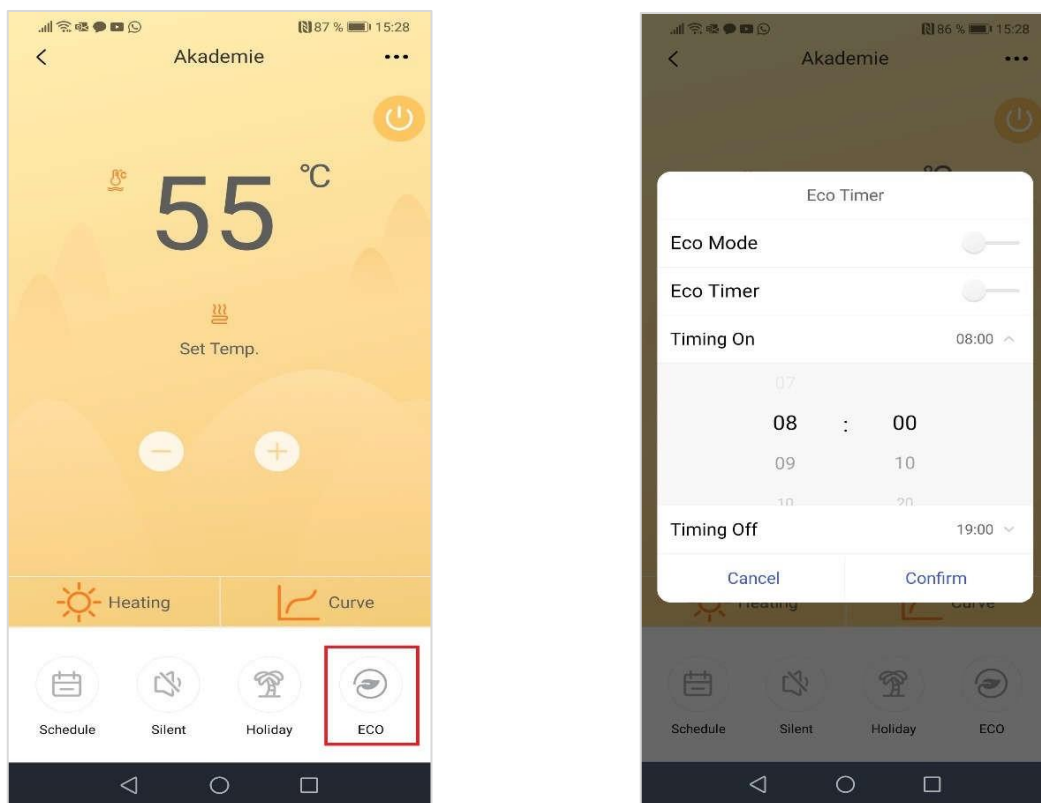 87 % 15:28
Akademie
55 °C
Set Temp.
Heating Curve
Schedule Silent Holiday ECO
86 % 15:28
Akademie
°C
Eco Timer
Eco Mode
Eco Timer
Timing On 08:00
07
08 : 00
09 10
10 20
Timing Off 19:00
Cancel Confirm
Heating Curve
Schedule Silent Holiday ECO